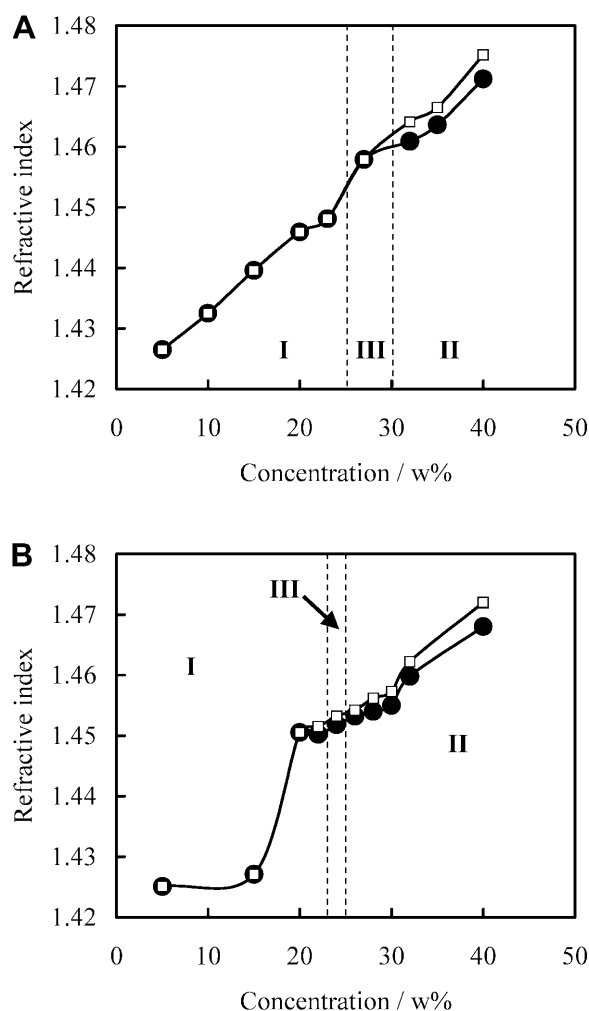 A
1.48
1.47
1.46
1.45
1.44
1.43
1.42
Refractive index
I
III
II
0
10
20
30
40
50
Concentration / w%
B
1.48
1.47
1.46
1.45
1.44
1.43
1.42
Refractive index
III
I
II
0
10
20
30
40
50
Concentration / w%